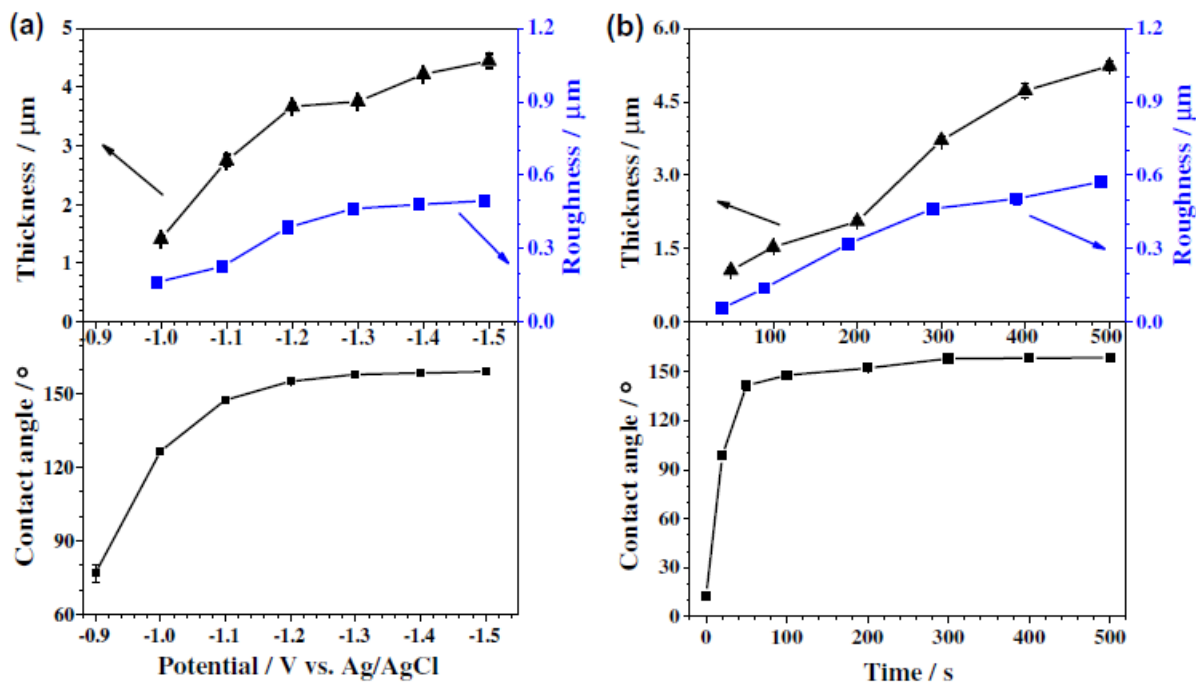 (a)
5
4
3
2
1
0
Thickness / μm
1.2
0.9
0.6
0.3
0.0
Roughness / μm
-0.9 -1.0 -1.1 -1.2 -1.3 -1.4 -1.5
150
120
90
60
Contact angle / °
-0.9 -1.0 -1.1 -1.2 -1.3 -1.4 -1.5
Potential / V vs. Ag/AgCl
(b)
6.0
4.5
3.0
1.5
0.0
Thickness / μm
1.2
0.9
0.6
0.3
0.0
Roughness / μm
100 200 300 400 500
150
120
90
60
30
0
Contact angle / °
0 100 200 300 400 500
Time / s